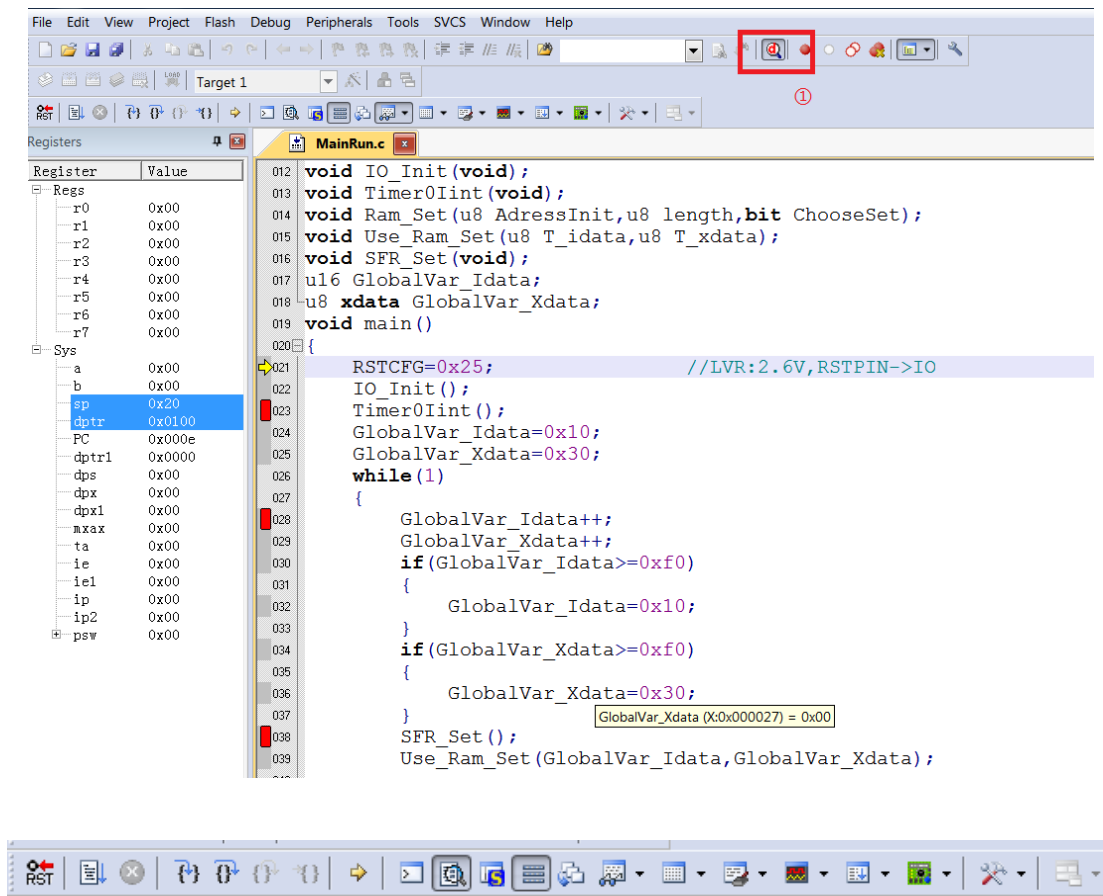 File Edit View Project Flash Debug Peripherals Tools SVCS Window Help
LOAD Target 1
①
RST
Registers
MainRun.c
Register Value
Regs
r0 0x00
r1 0x00
r2 0x00
r3 0x00
r4 0x00
r5 0x00
r6 0x00
r7 0x00
Sys
a 0x00
b 0x00
sp 0x20
dptr 0x0100
PC 0x000e
dptr1 0x0000
dps 0x00
dpx 0x00
dpx1 0x00
mxax 0x00
ta 0x00
ie 0x00
ie1 0x00
ip 0x00
ip2 0x00
psw 0x00
012 void IO_Init(void);
013 void Timer0Iint(void);
014 void Ram_Set(u8 AdressInit,u8 length,bit ChooseSet);
015 void Use_Ram_Set(u8 T_idata,u8 T_xdata);
016 void SFR_Set(void);
017 u16 GlobalVar_Idata;
018 u8 xdata GlobalVar_Xdata;
019 void main()
020 {
021 RSTCFG=0x25; //LVR:2.6V,RSTPIN->IO
022 IO_Init();
023 Timer0Iint();
024 GlobalVar_Idata=0x10;
025 GlobalVar_Xdata=0x30;
026 while(1)
027 {
028 GlobalVar_Idata++;
029 GlobalVar_Xdata++;
030 if(GlobalVar_Idata>=0xf0)
031 {
032 GlobalVar_Idata=0x10;
033 }
034 if(GlobalVar_Xdata>=0xf0)
035 {
036 GlobalVar_Xdata=0x30;
037 }
GlobalVar_Xdata (X:0x000027) = 0x00
038 SFR_Set();
039 Use_Ram_Set(GlobalVar_Idata,GlobalVar_Xdata);
RST